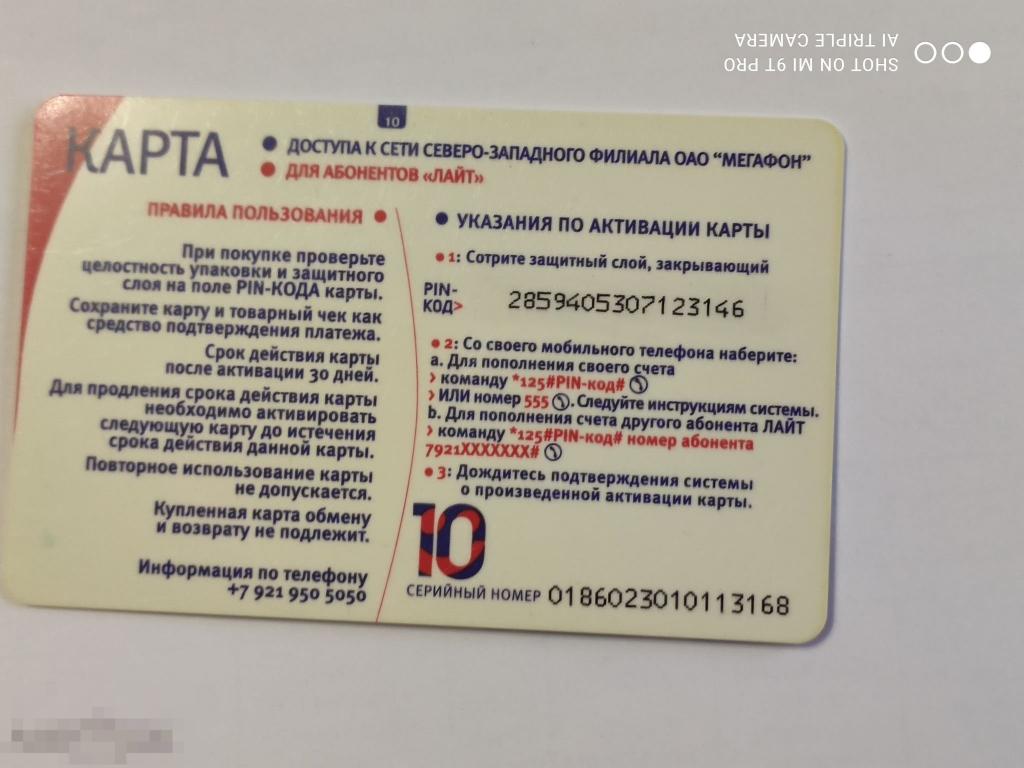 SHOT ON MI 9T PRO
AI TRIPLE CAMERA
10
КАРТА
• ДОСТУПА К СЕТИ СЕВЕРО-ЗАПАДНОГО ФИЛИАЛА ОАО "МЕГАФОН"
• ДЛЯ АБОНЕНТОВ «ЛАЙТ»
ПРАВИЛА ПОЛЬЗОВАНИЯ •
При покупке проверьте
целостность упаковки и защитного
слоя на поле PIN-КОДА карты.
Сохраните карту и товарный чек как
средство подтверждения платежа.
Срок действия карты
после активации 30 дней.
Для продления срока действия карты
необходимо активировать
следующую карту до истечения
срока действия данной карты.
Повторное использование карты
не допускается.
Купленная карта обмену
и возврату не подлежит.
Информация по телефону
+7 921 950 5050
• УКАЗАНИЯ ПО АКТИВАЦИИ КАРТЫ
• 1: Сотрите защитный слой, закрывающий
PIN-
КОД> 2859405307123146
• 2: Со своего мобильного телефона наберите:
a. Для пополнения своего счета
> команду *125#PIN-код#
> ИЛИ номер 555. Следуйте инструкциям системы.
b. Для пополнения счета другого абонента ЛАЙТ
> команду *125#PIN-код# номер абонента
7921XXXXXXX#
• 3: Дождитесь подтверждения системы
о произведенной активации карты.
10
СЕРИЙНЫЙ НОМЕР 0186023010113168